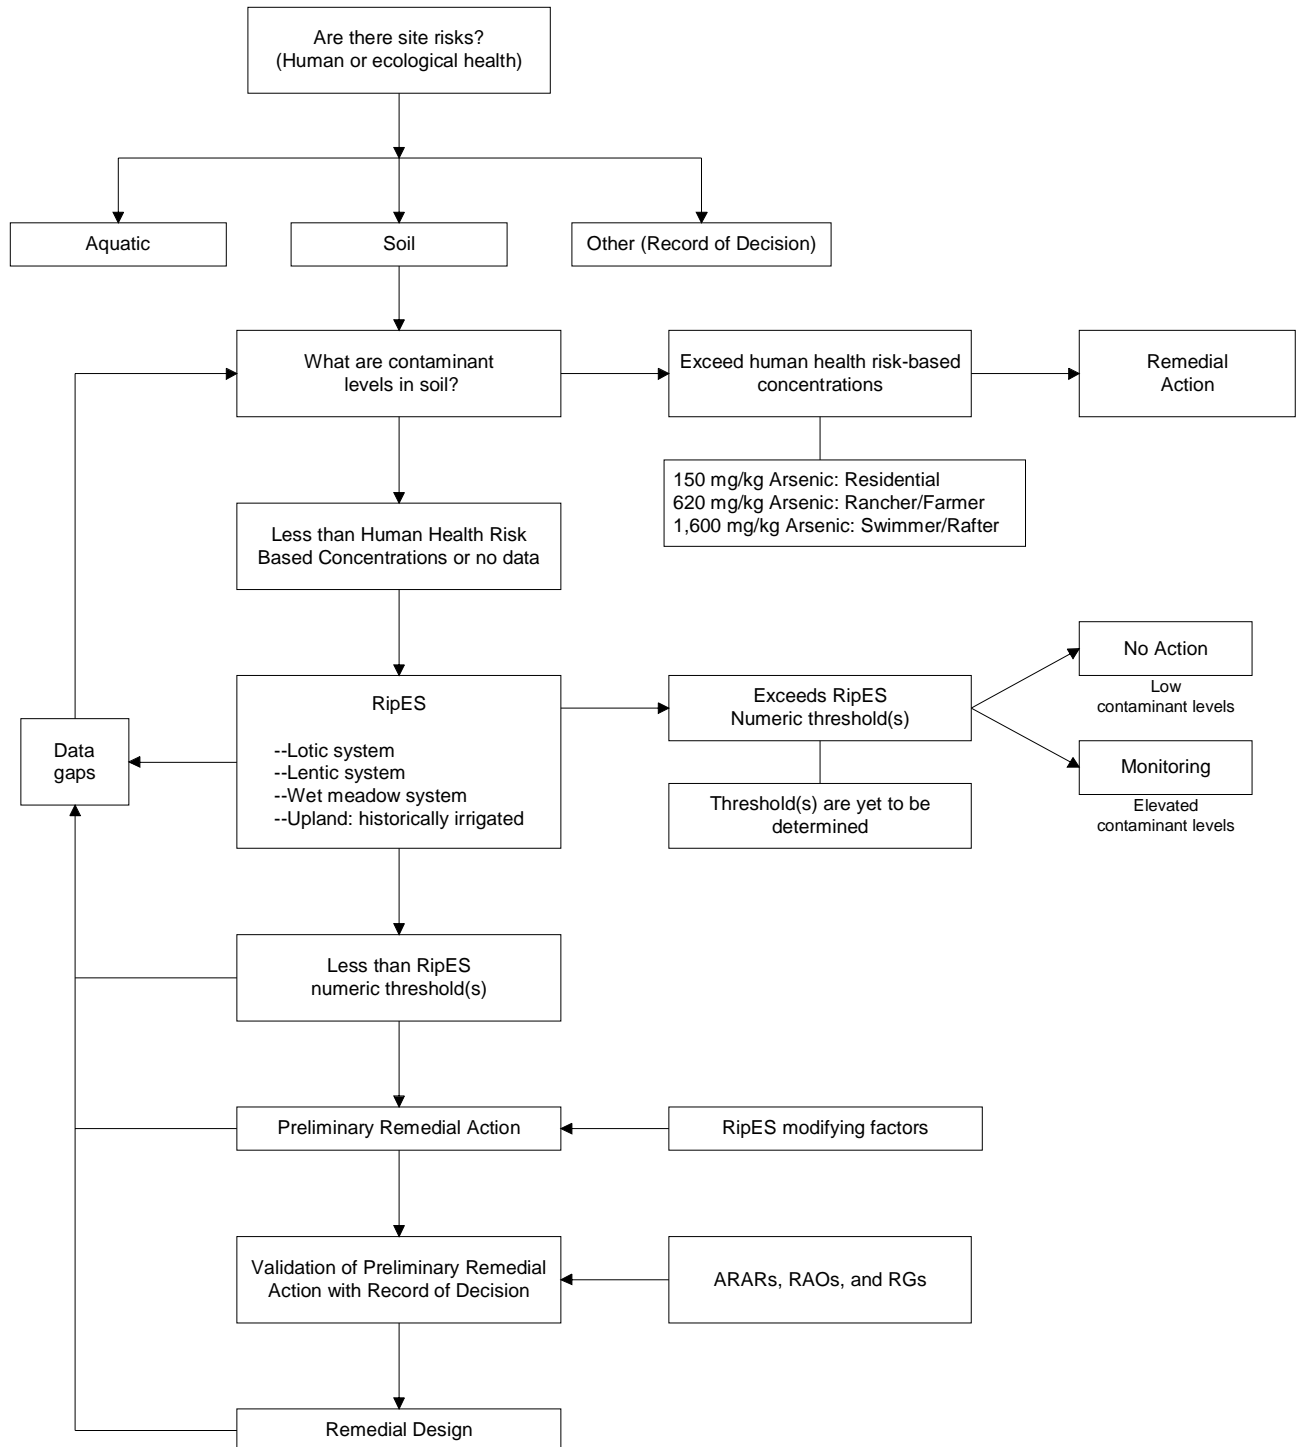 Are there site risks?
(Human or ecological health)
Aquatic
Soil
Other (Record of Decision)
What are contaminant
levels in soil?
Exceed human health risk-based
concentrations
Remedial
Action
150 mg/kg Arsenic: Residential
620 mg/kg Arsenic: Rancher/Farmer
1,600 mg/kg Arsenic: Swimmer/Rafter
Less than Human Health Risk
Based Concentrations or no data
RipES
--Lotic system
--Lentic system
--Wet meadow system
--Upland: historically irrigated
Exceeds RipES
Numeric threshold(s)
No Action
Low
contaminant levels
Data
gaps
Monitoring
Elevated
contaminant levels
Threshold(s) are yet to be
determined
Less than RipES
numeric threshold(s)
Preliminary Remedial Action
RipES modifying factors
Validation of Preliminary Remedial
Action with Record of Decision
ARARs, RAOs, and RGs
Remedial Design